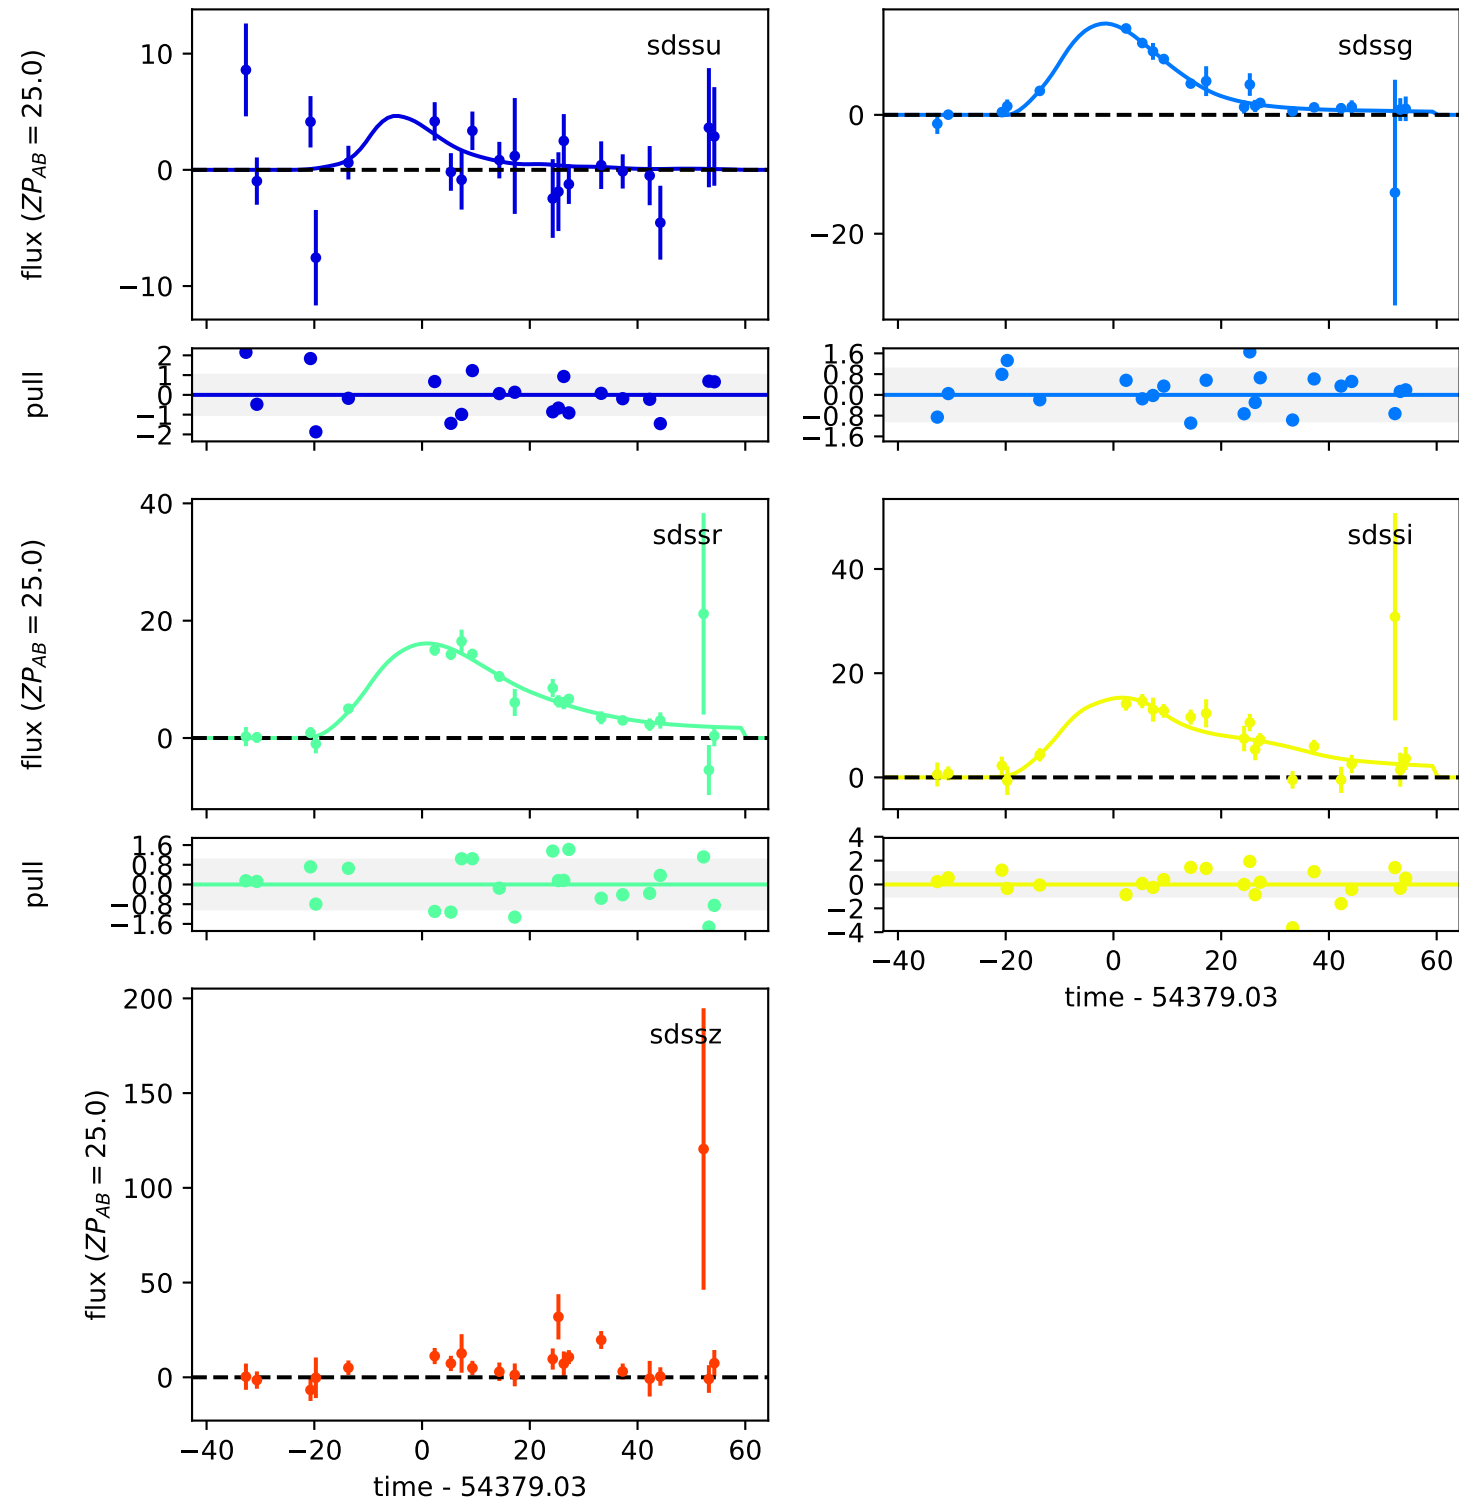 sdssu
flux (ZP_AB = 25.0)
10
0
−10
sdssg
0
−20
pull
2
1
0
−1
−2
1.6
0.8
0.0
−0.8
−1.6
sdssr
flux (ZP_AB = 25.0)
40
20
0
sdssi
40
20
0
pull
1.6
0.8
0.0
−0.8
−1.6
4
2
0
−2
−4
−40 −20 0 20 40 60
time - 54379.03
sdssz
flux (ZP_AB = 25.0)
200
150
100
50
0
−40 −20 0 20 40 60
time - 54379.03